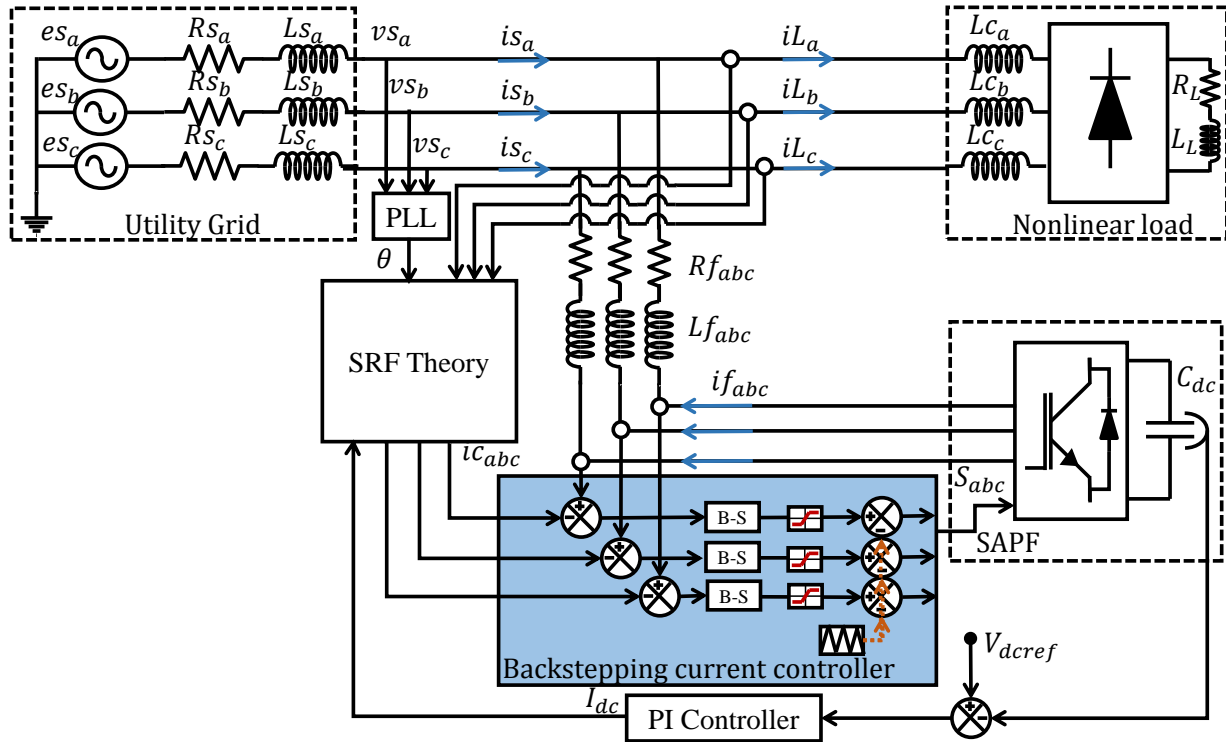 es_a Rs_a Ls_a vs_a is_a iL_a Lc_a
es_b Rs_b Ls_b vs_b is_b iL_b Lc_b R_L
es_c Rs_c Ls_c vs_c is_c iL_c Lc_c L_L
Utility Grid
PLL
Nonlinear load
θ
Rf_abc
SRF Theory
Lf_abc
if_abc
C_dc
ic_abc
S_abc
SAPF
B-S
B-S
B-S
Backstepping current controller
V_dcref
I_dc
PI Controller